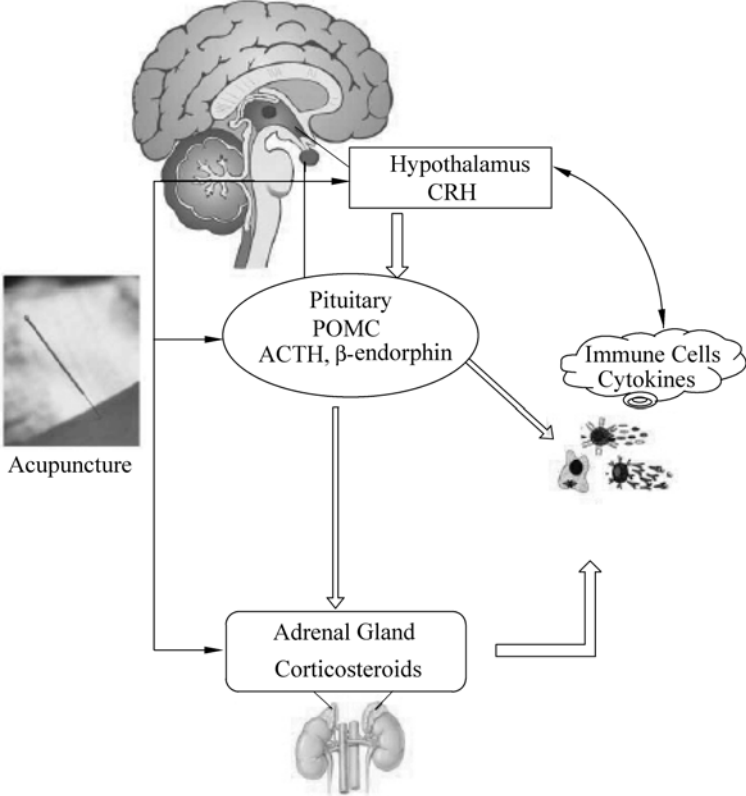 Hypothalamus
CRH
Pituitary
POMC
ACTH, β-endorphin
Immune Cells
Cytokines
Acupuncture
Adrenal Gland
Corticosteroids